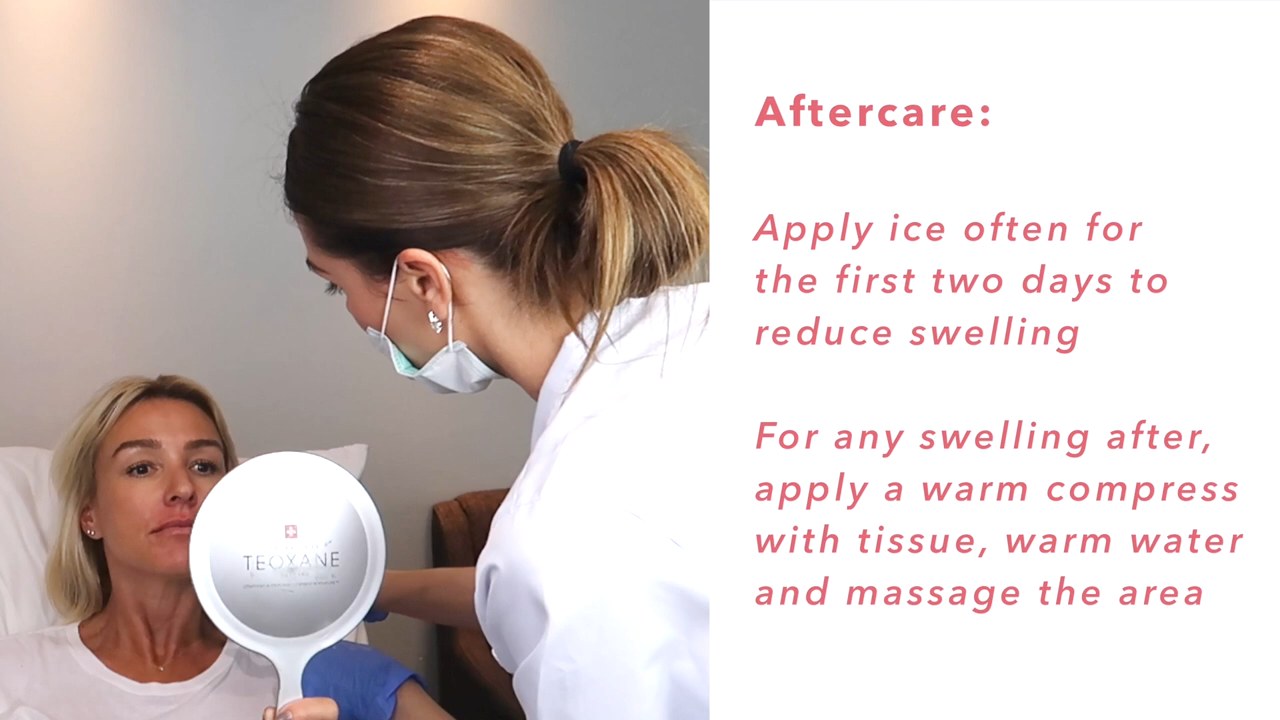 TEOXANE
Aftercare:
Apply ice often for
the first two days to
reduce swelling
For any swelling after,
apply a warm compress
with tissue, warm water
and massage the area